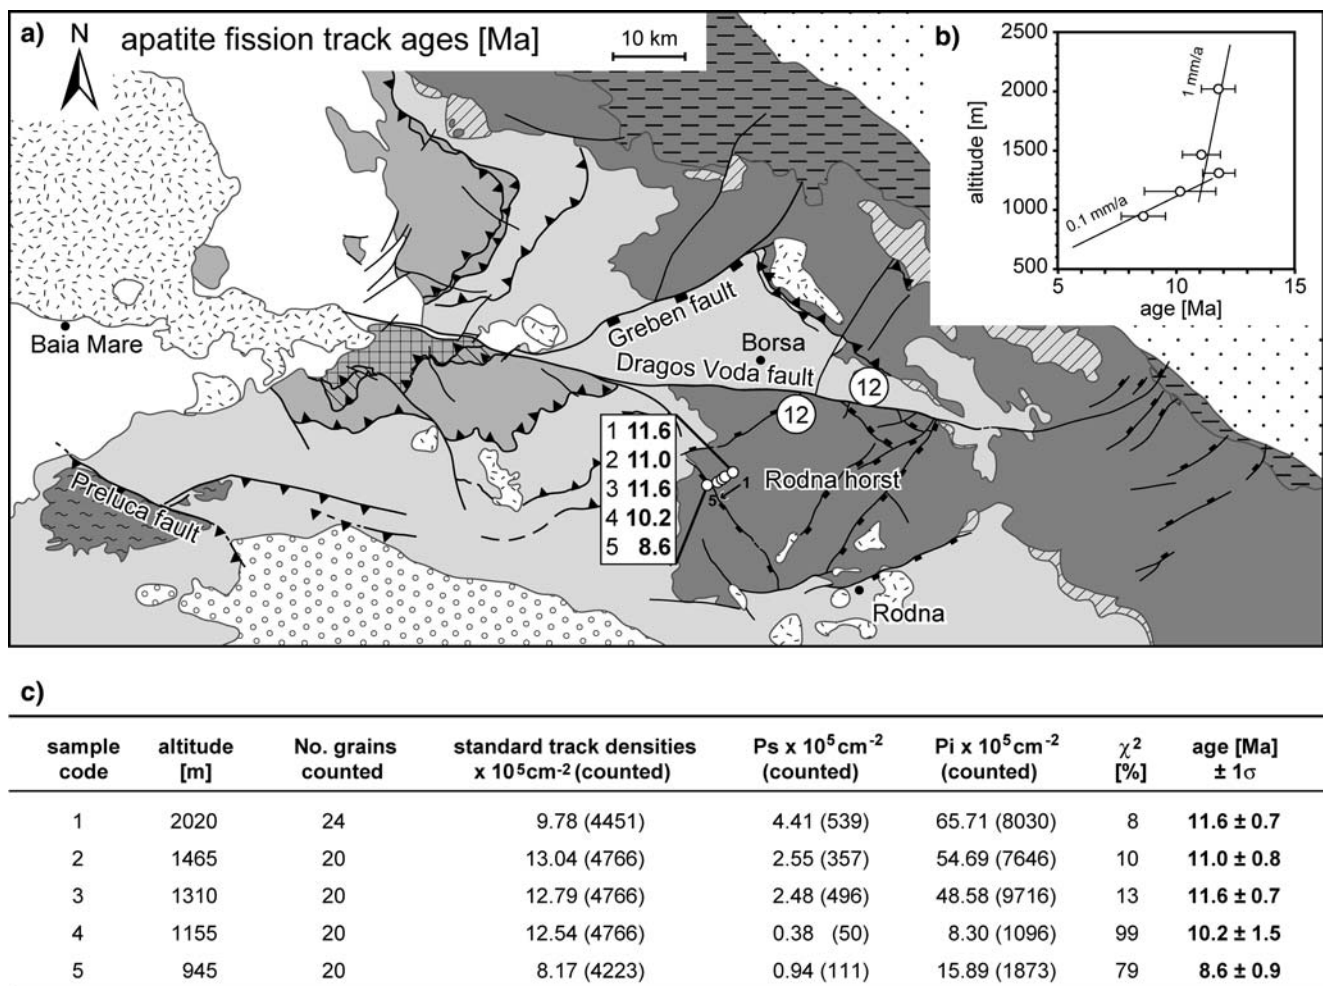 a)
N
apatite fission track ages [Ma]
10 km
Baia Mare
Greben fault
Dragos Voda fault
Borsa
12
12
1 11.6
2 11.0
3 11.6
4 10.2
5 8.6
Rodna horst
1
5
Preluca fault
Rodna
b)
2500
2000
1500
1000
500
altitude [m]
1 mm/a
0.1 mm/a
5
10
15
age [Ma]
c)
sample code altitude [m] No. grains counted standard track densities x 10⁵cm⁻² (counted) Ps x 10⁵cm⁻² (counted) Pi x 10⁵cm⁻² (counted) χ² [%] age [Ma] ± 1σ
1 2020 24 9.78 (4451) 4.41 (539) 65.71 (8030) 8 11.6 ± 0.7
2 1465 20 13.04 (4766) 2.55 (357) 54.69 (7646) 10 11.0 ± 0.8
3 1310 20 12.79 (4766) 2.48 (496) 48.58 (9716) 13 11.6 ± 0.7
4 1155 20 12.54 (4766) 0.38 (50) 8.30 (1096) 99 10.2 ± 1.5
5 945 20 8.17 (4223) 0.94 (111) 15.89 (1873) 79 8.6 ± 0.9